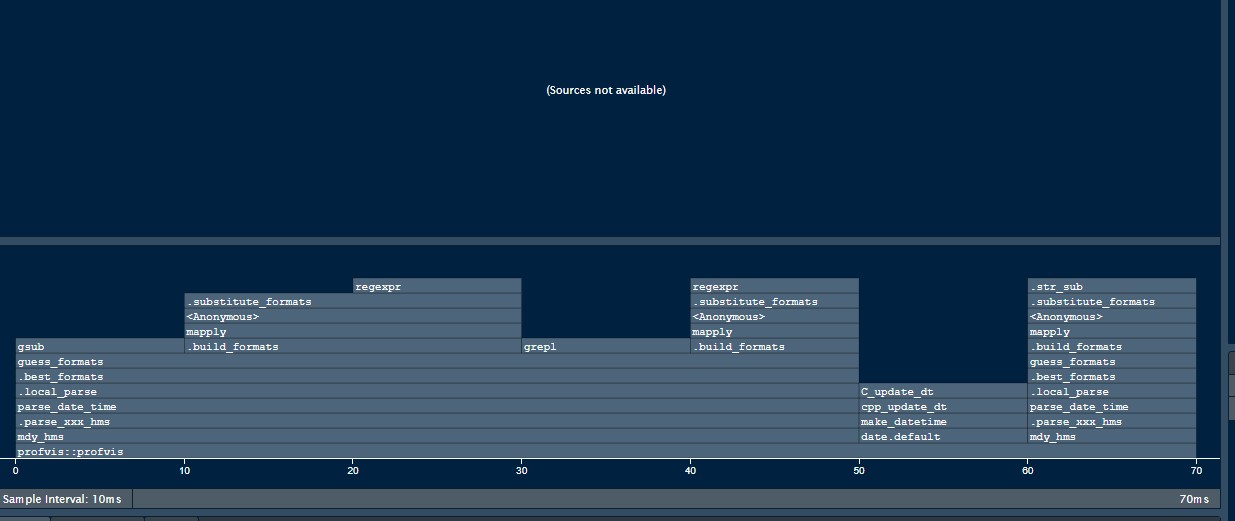 (Sources not available)
regexpr regexpr .str_sub
.substitute_formats .substitute_formats .substitute_formats
<Anonymous> <Anonymous> <Anonymous>
mapply mapply mapply
gsub .build_formats grepl .build_formats .build_formats
guess_formats guess_formats
.best_formats .best_formats
.local_parse C_update_dt .local_parse
parse_date_time cpp_update_dt parse_date_time
.parse_xxx_hms make_datetime .parse_xxx_hms
mdy_hms date.default mdy_hms
profvis::profvis
0 10 20 30 40 50 60 70
Sample Interval: 10ms 70ms